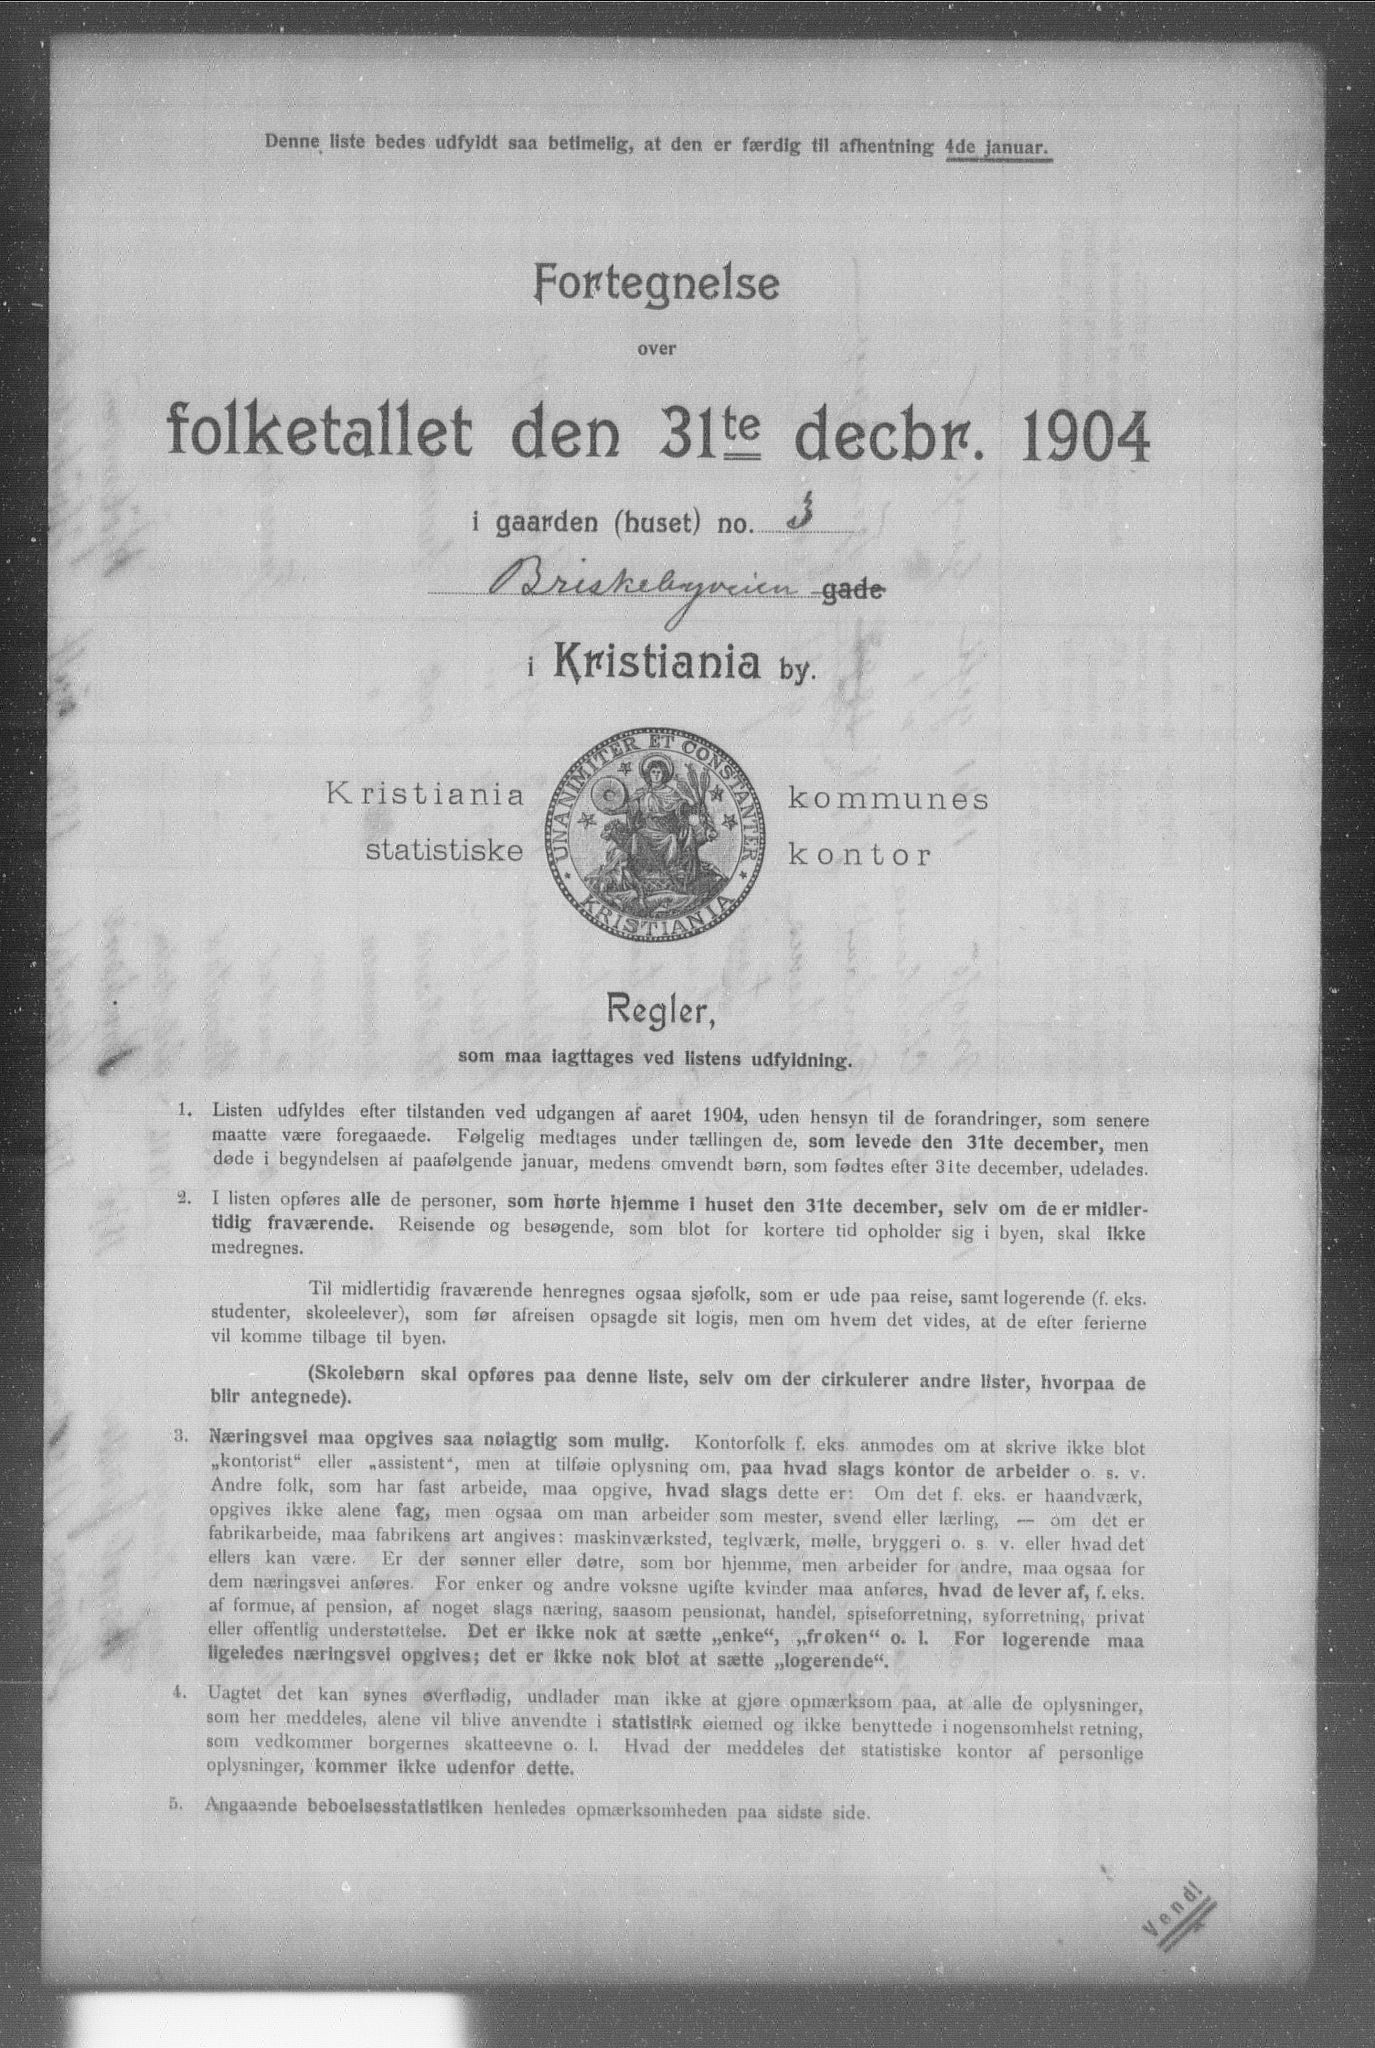 Denne liste bedes udfyldt saa betimelig, at den er færdig til afhentning 4de januar.
Fortegnelse
over
folketallet den 31te decbr. 1904
i gaarden (huset) no. 3
Briskebyveien gade
i Kristiania by.
UNANIMITER ET CONSTANTER
KRISTIANIA
Kristiania kommunes
statistiske kontor
Regler,
som maa iagttages ved listens udfyldning.
1. Listen udfyldes efter tilstanden ved udgangen af aaret 1904, uden hensyn til de forandringer, som senere
maatte være foregaaede. Følgelig medtages under tællingen de, som levede den 31te december, men
døde i begyndelsen af paafølgende januar, medens omvendt børn, som fødtes efter 31te december, udelades.
2. I listen opføres alle de personer, som hørte hjemme i huset den 31te december, selv om de er midler-
tidig fraværende. Reisende og besøgende, som blot for kortere tid opholder sig i byen, skal ikke
medregnes.
Til midlertidig fraværende henregnes ogsaa sjøfolk, som er ude paa reise, samt logerende (f. eks.
studenter, skoleelever), som før afreisen opsagde sit logis, men om hvem det vides, at de efter ferierne
vil komme tilbage til byen.
(Skolebørn skal opføres paa denne liste, selv om der cirkulerer andre lister, hvorpaa de
blir antegnede).
3. Næringsvei maa opgives saa nøiagtig som mulig. Kontorfolk f. eks. anmodes om at skrive ikke blot
„kontorist“ eller „assistent“, men at tilføie oplysning om, paa hvad slags kontor de arbeider o. s. v.
Andre folk, som har fast arbeide, maa opgive, hvad slags dette er: Om det f. eks. er haandværk,
opgives ikke alene fag, men ogsaa om man arbeider som mester, svend eller lærling, — om det er
fabrikarbeide, maa fabrikens art angives: maskinværksted, teglværk, mølle, bryggeri o. s. v. eller hvad det
ellers kan være. Er der sønner eller døtre, som bor hjemme, men arbeider for andre, maa ogsaa for
dem næringsvei anføres. For enker og andre voksne ugifte kvinder maa anføres, hvad de lever af, f. eks.
af formue, af pension, af noget slags næring, saasom pensionat, handel, spiseforretning, syforretning, privat
eller offentlig understøttelse. Det er ikke nok at sætte „enke“, „frøken“ o. l. For logerende maa
ligeledes næringsvei opgives; det er ikke nok blot at sætte „logerende“.
4. Uagtet det kan synes overflødig, undlader man ikke at gjøre opmærksom paa, at alle de oplysninger,
som her meddeles, alene vil blive anvendte i statistisk øiemed og ikke benyttede i nogensomhelst retning,
som vedkommer borgernes skatteevne o. l. Hvad der meddeles det statistiske kontor af personlige
oplysninger, kommer ikke udenfor dette.
5. Angaaende beboelsesstatistiken henledes opmærksomheden paa sidste side.
Vend!